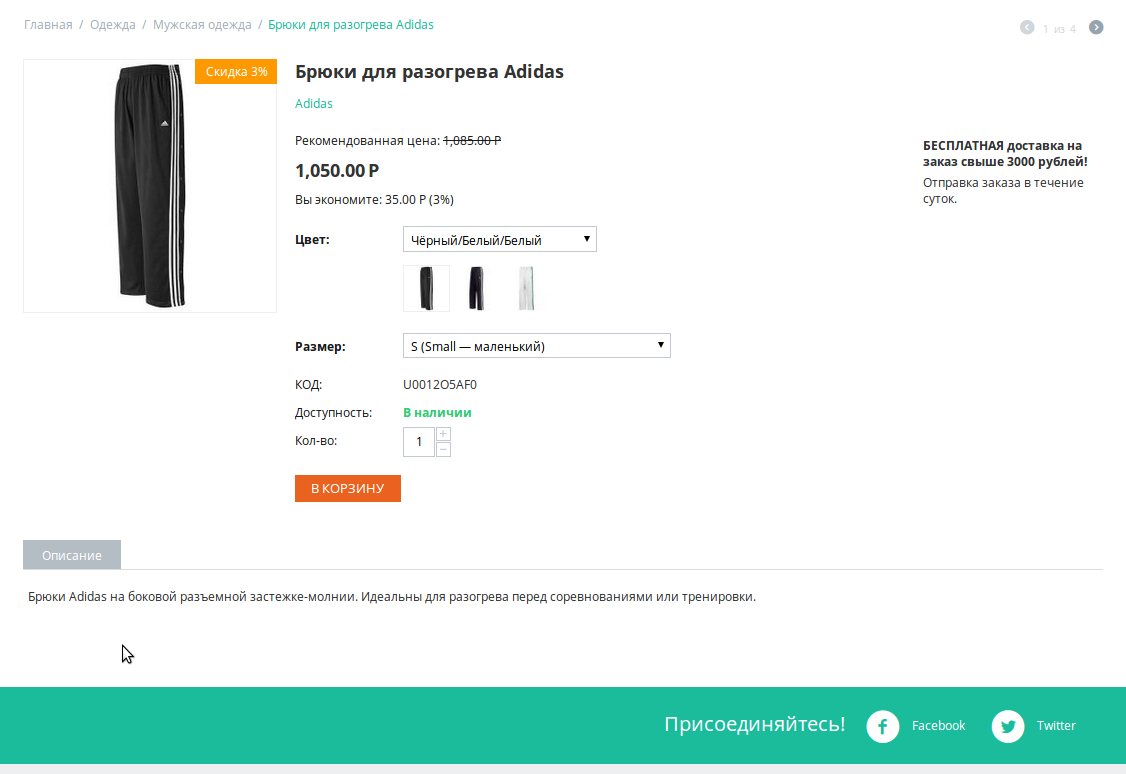 Главная / Одежда / Мужская одежда / Брюки для разогрева Adidas
1 из 4
Скидка 3%
Брюки для разогрева Adidas
Adidas
Рекомендованная цена: 1,085.00 Р
1,050.00 Р
Вы экономите: 35.00 Р (3%)
БЕСПЛАТНАЯ доставка на
заказ свыше 3000 рублей!
Отправка заказа в течение
суток.
Цвет: Чёрный/Белый/Белый
Размер: S (Small — маленький)
КОД: U0012O5AF0
Доступность: В наличии
Кол-во: 1 + −
В КОРЗИНУ
Описание
Брюки Adidas на боковой разъемной застежке-молнии. Идеальны для разогрева перед соревнованиями или тренировки.
Присоединяйтесь! Facebook Twitter